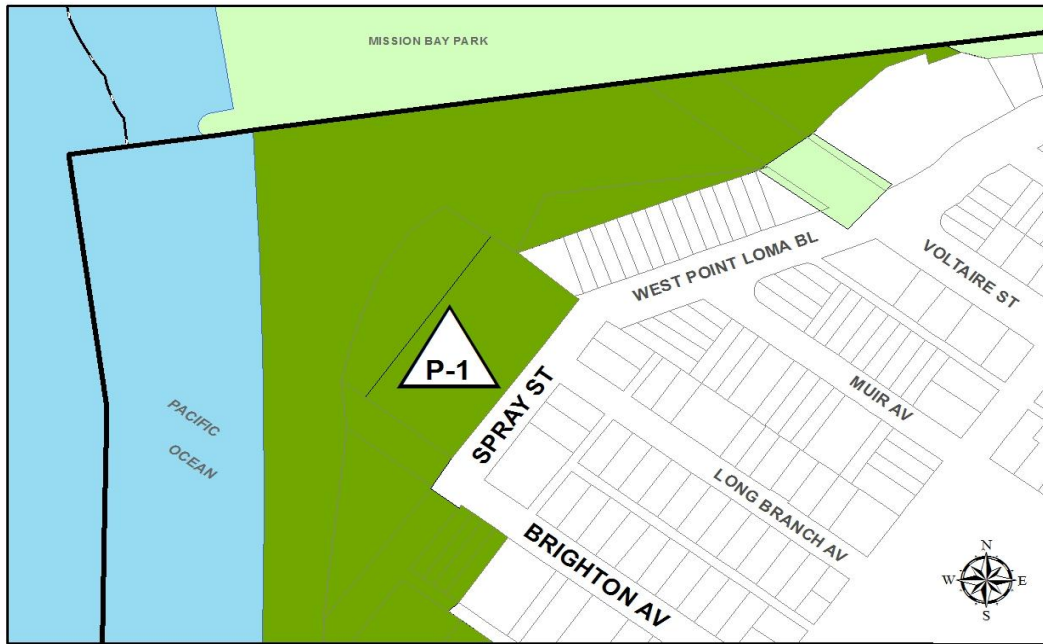 MISSION BAY PARK
WEST POINT LOMA BL
VOLTAIRE ST
P-1
MUIR AV
SPRAY ST
PACIFIC
OCEAN
LONG BRANCH AV
BRIGHTON AV
N
W
E
S